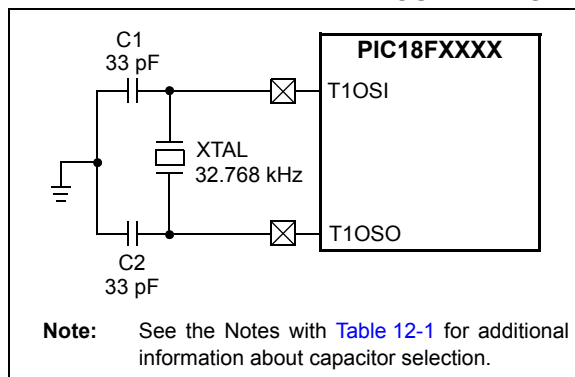 C1
33 pF
PIC18FXXXX
T1OSI
XTAL
32.768 kHz
T1OSO
C2
33 pF
Note: See the Notes with Table 12-1 for additional
information about capacitor selection.